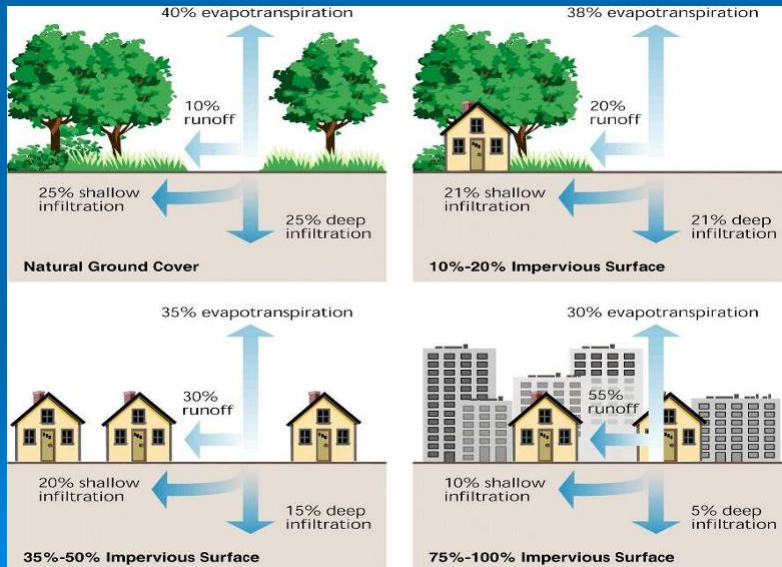 40% evapotranspiration
10%
runoff
25% shallow
infiltration
25% deep
infiltration
Natural Ground Cover
38% evapotranspiration
20%
runoff
21% shallow
infiltration
21% deep
infiltration
10%-20% Impervious Surface
35% evapotranspiration
30%
runoff
20% shallow
infiltration
15% deep
infiltration
35%-50% Impervious Surface
30% evapotranspiration
55%
runoff
10% shallow
infiltration
5% deep
infiltration
75%-100% Impervious Surface